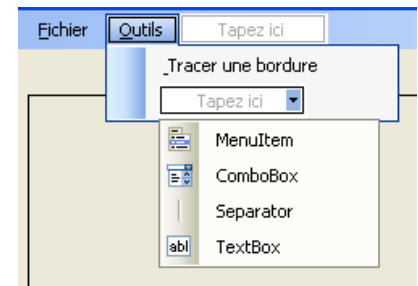 Fichier Outils Tapez ici
_Tracer une bordure
Tapez ici
MenuItem
ComboBox
Separator
abl TextBox